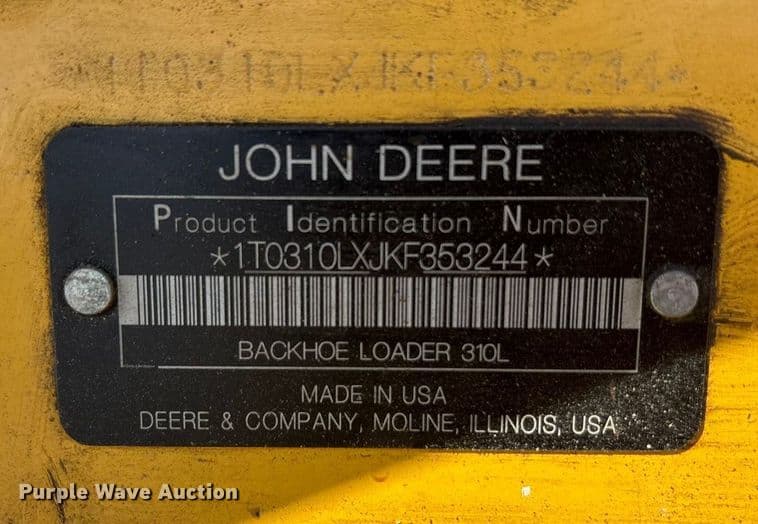 *1T0310LXJKF353244*
JOHN DEERE
Product Identification Number
*1T0310LXJKF353244*
BACKHOE LOADER 310L
MADE IN USA
DEERE & COMPANY, MOLINE, ILLINOIS, USA
Purple Wave Auction